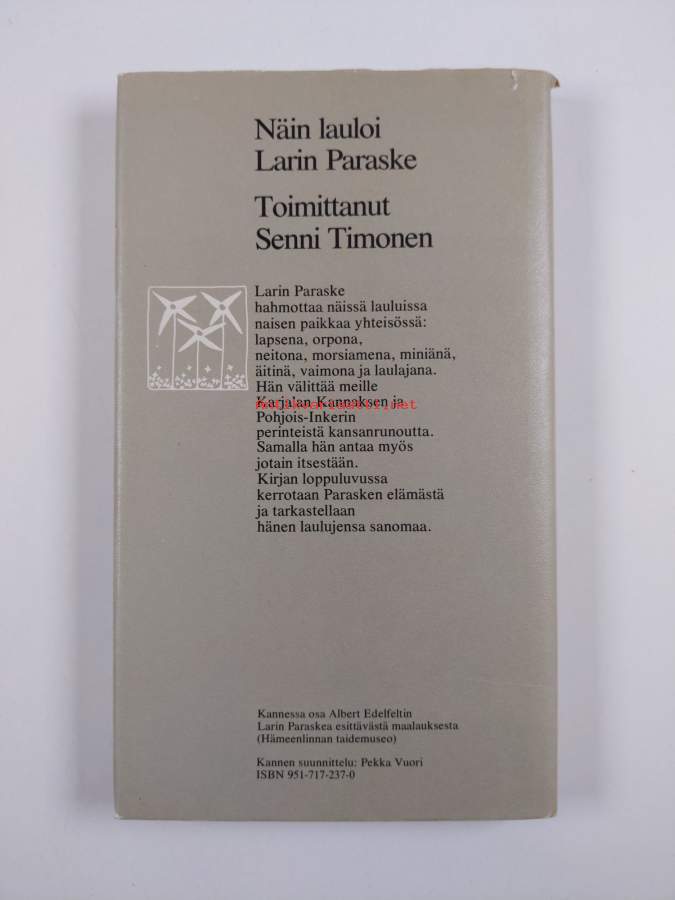 Näin lauloi
Larin Paraske
Toimittanut
Senni Timonen
Larin Paraske
hahmottaa näissä lauluissa
naisen paikkaa yhteisössä:
lapsena, orpona,
neitona, morsiamena, miniänä,
äitinä, vaimona ja laulajana.
Hän välittää meille
Karjalan Kannaksen ja
antikvariaatti.net
Pohjois-Inkerin
perinteistä kansanrunoutta.
Samalla hän antaa myös
jotain itsestään.
Kirjan loppuluvussa
kerrotaan Parasken elämästä
ja tarkastellaan
hänen laulujensa sanomaa.
Kannessa osa Albert Edelfeltin
Larin Paraskea esittävästä maalauksesta
(Hämeenlinnan taidemuseo)
Kannen suunnittelu: Pekka Vuori
ISBN 951-717-237-0